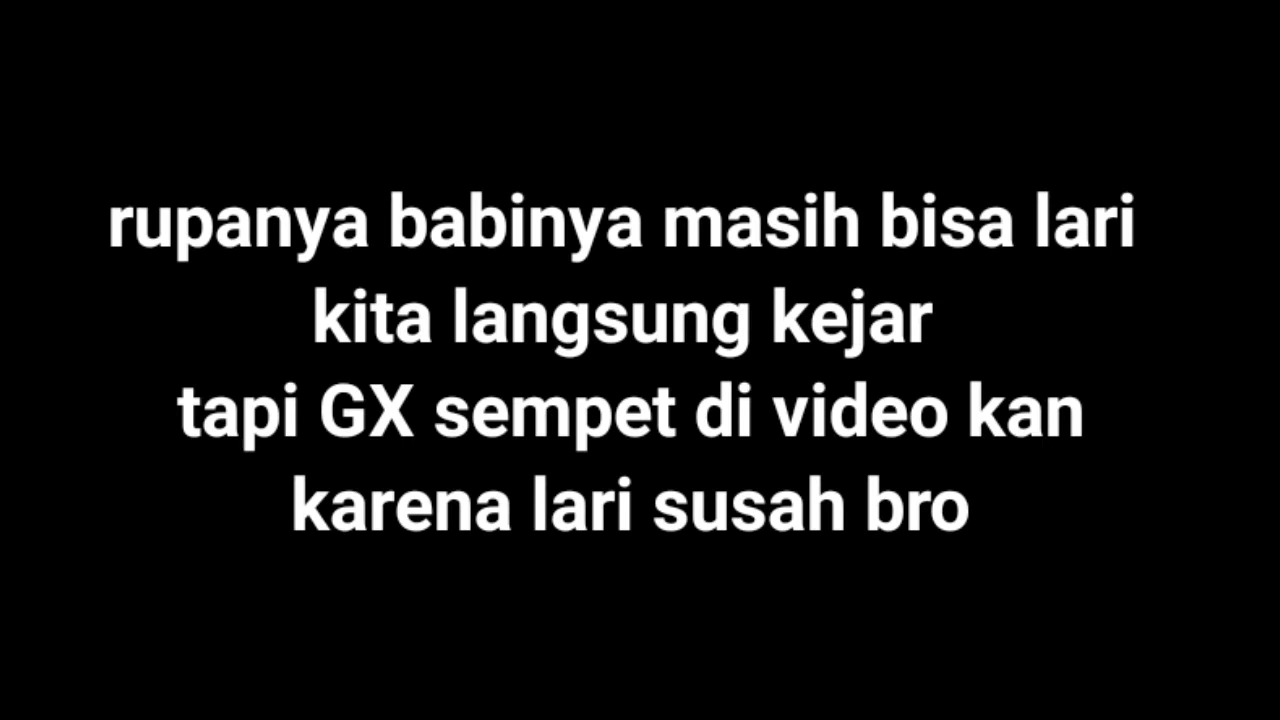 rupanya babinya masih bisa lari
kita langsung kejar
tapi GX sempet di video kan
karena lari susah bro